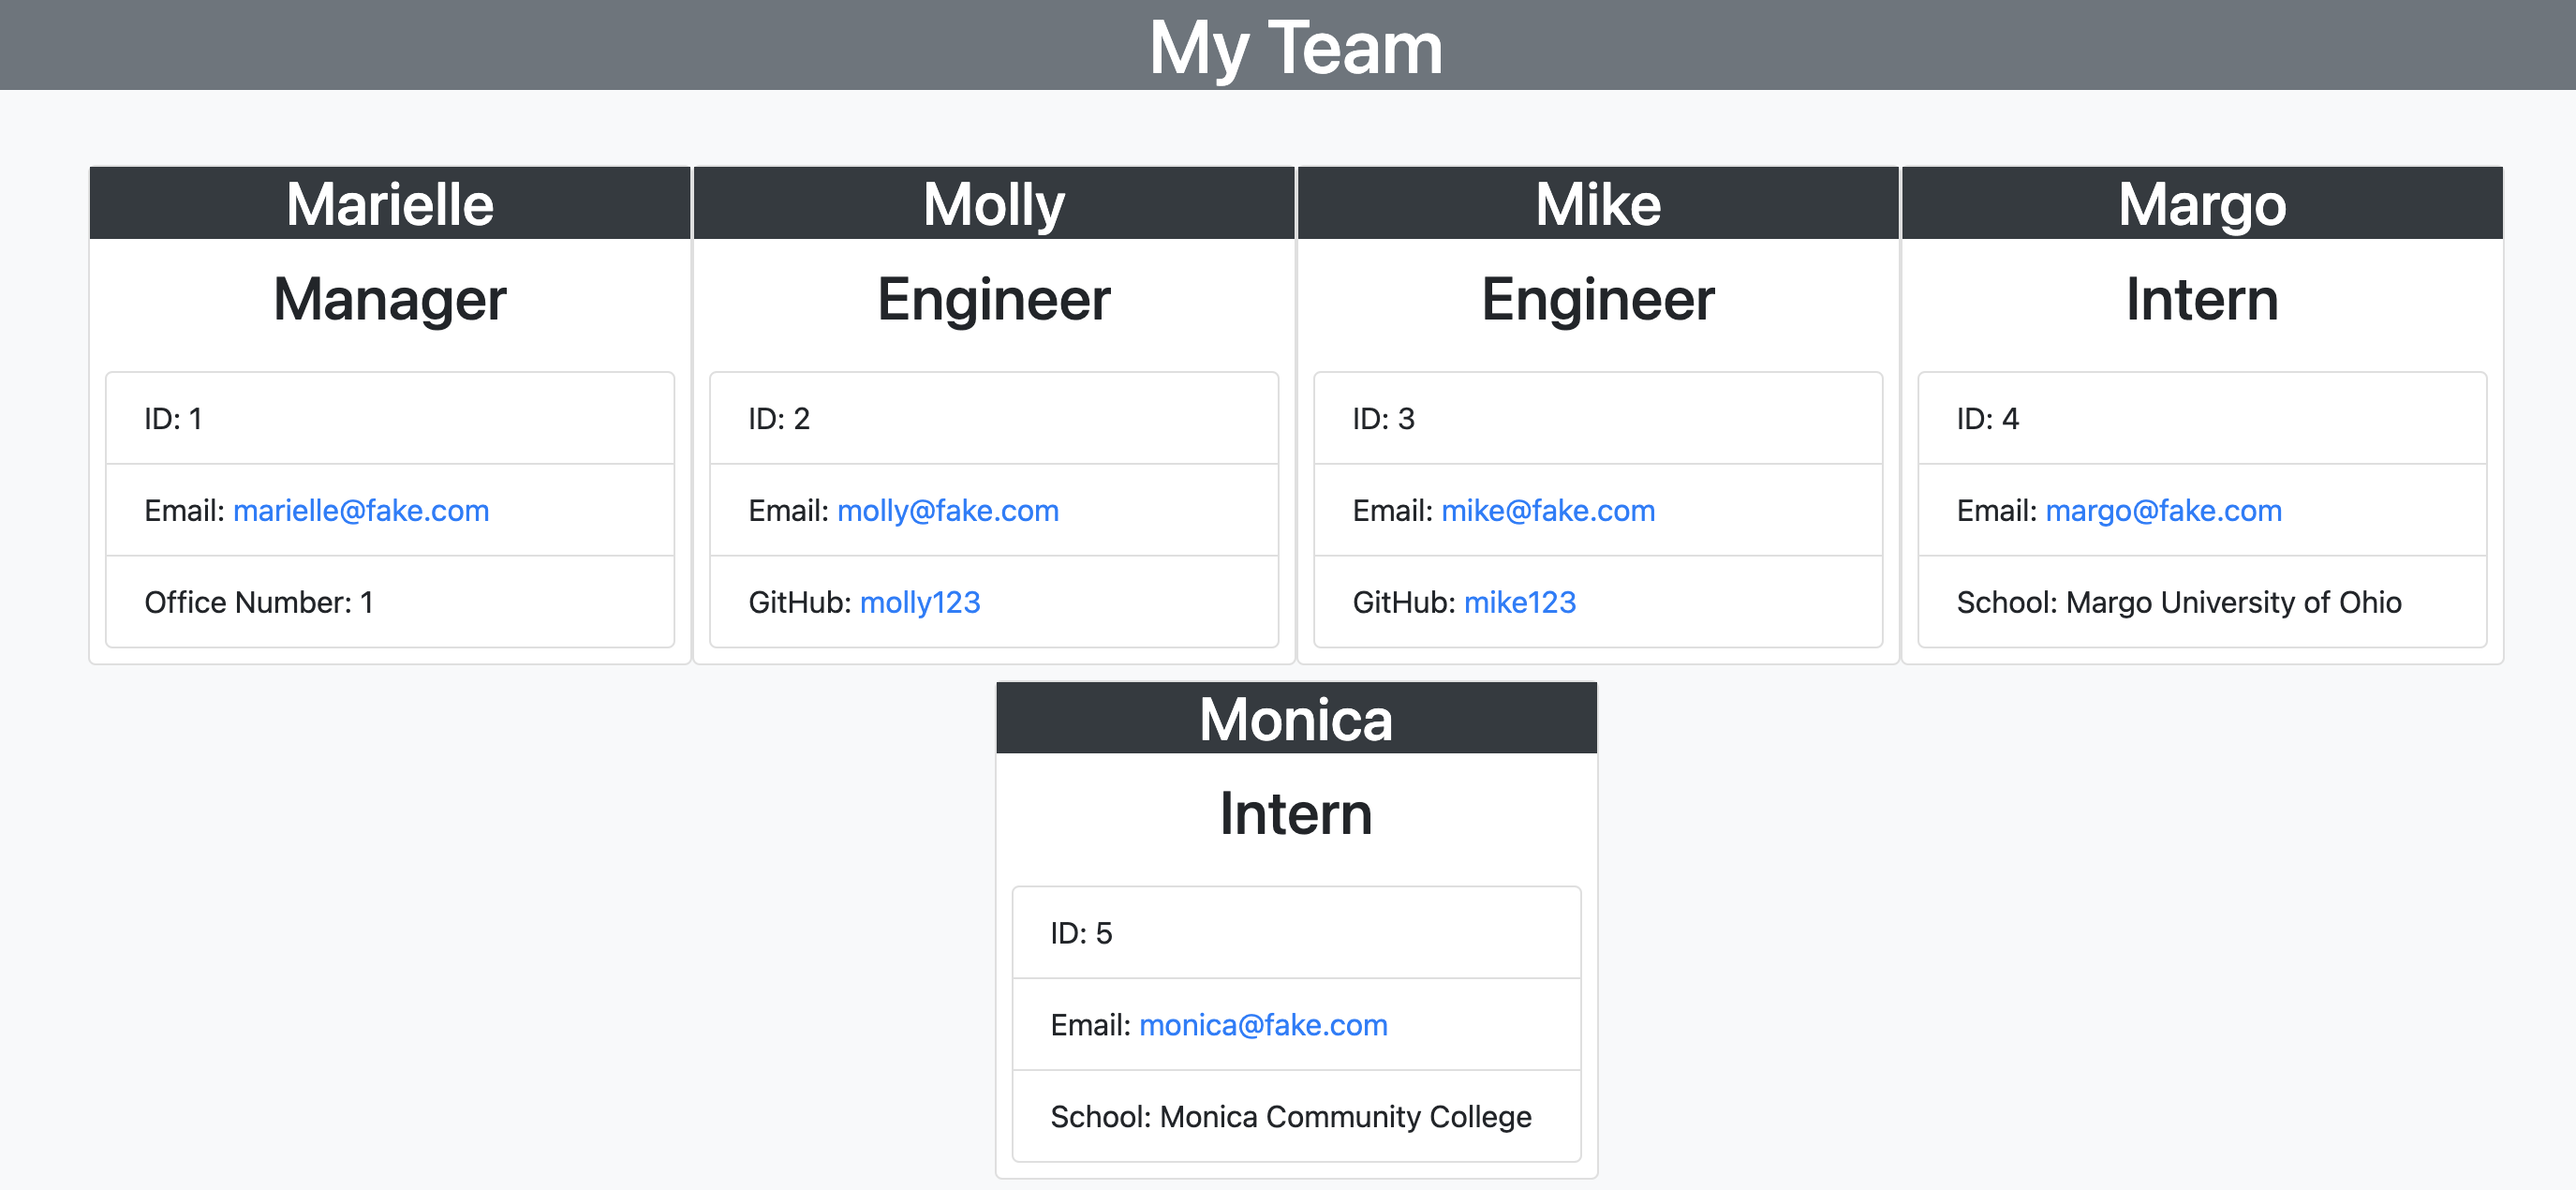 My Team
Marielle
Manager
ID: 1
Email: marielle@fake.com
Office Number: 1
Molly
Engineer
ID: 2
Email: molly@fake.com
GitHub: molly123
Mike
Engineer
ID: 3
Email: mike@fake.com
GitHub: mike123
Margo
Intern
ID: 4
Email: margo@fake.com
School: Margo University of Ohio
Monica
Intern
ID: 5
Email: monica@fake.com
School: Monica Community College